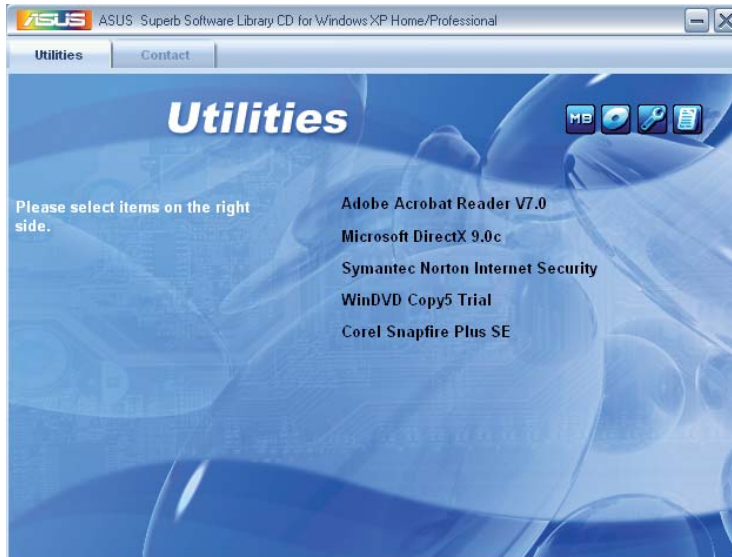 ASUS ASUS Superb Software Library CD for Windows XP Home/Professional
Utilities Contact
Utilities
MB
Please select items on the right
side.
Adobe Acrobat Reader V7.0
Microsoft DirectX 9.0c
Symantec Norton Internet Security
WinDVD Copy5 Trial
Corel Snapfire Plus SE